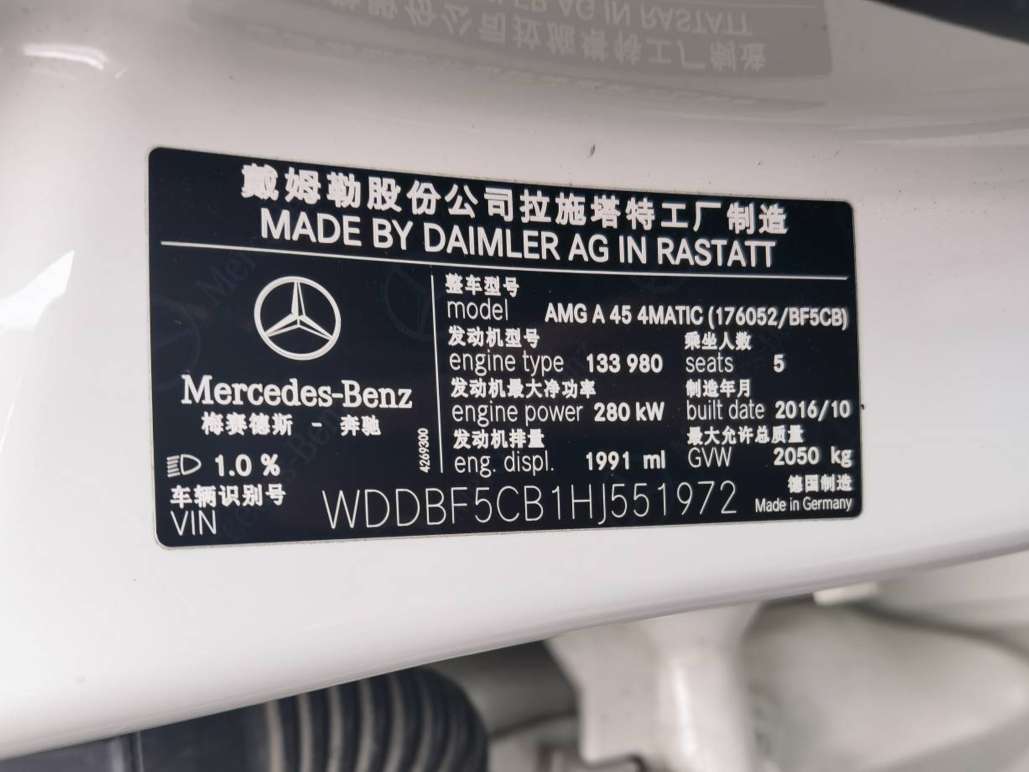 戴姆勒股份公司拉施塔特工厂制造
MADE BY DAIMLER AG IN RASTATT
Mercedes-Benz
梅赛德斯 - 奔驰
1.0 %
4269300
整车型号
model AMG A 45 4MATIC (176052/BF5CB)
发动机型号 乘坐人数
engine type 133 980 seats 5
发动机最大净功率 制造年月
engine power 280 kW built date 2016/10
发动机排量 最大允许总质量
eng. displ. 1991 ml GVW 2050 kg
车辆识别号
VIN WDDBF5CB1HJ551972
德国制造
Made in Germany